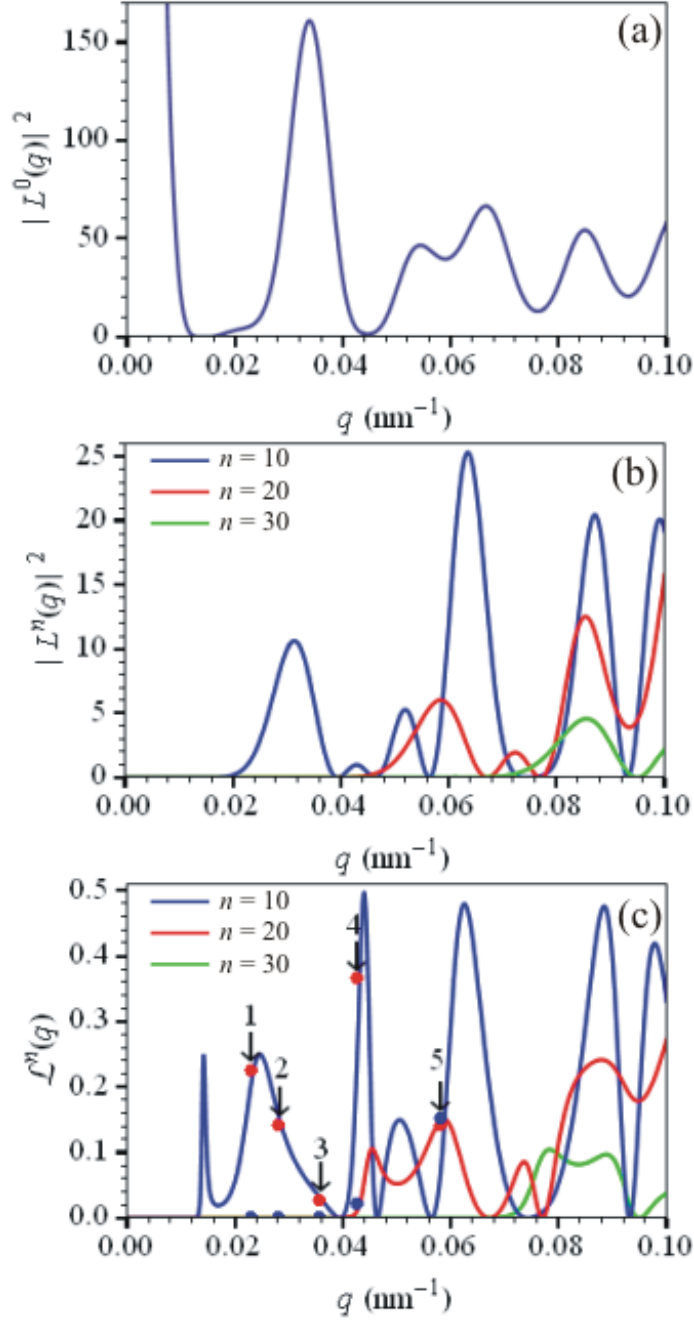 (a)
150
100
50
0
| L⁰(q)| ²
0.00 0.02 0.04 0.06 0.08 0.10
q (nm⁻¹)
(b)
n = 10
n = 20
n = 30
25
20
15
10
5
0
| Lⁿ(q)| ²
0.00 0.02 0.04 0.06 0.08 0.10
q (nm⁻¹)
(c)
n = 10
n = 20
n = 30
0.5
0.4
0.3
0.2
0.1
0.0
1
2
3
4
5
ℒⁿ(q)
0.00 0.02 0.04 0.06 0.08 0.10
q (nm⁻¹)